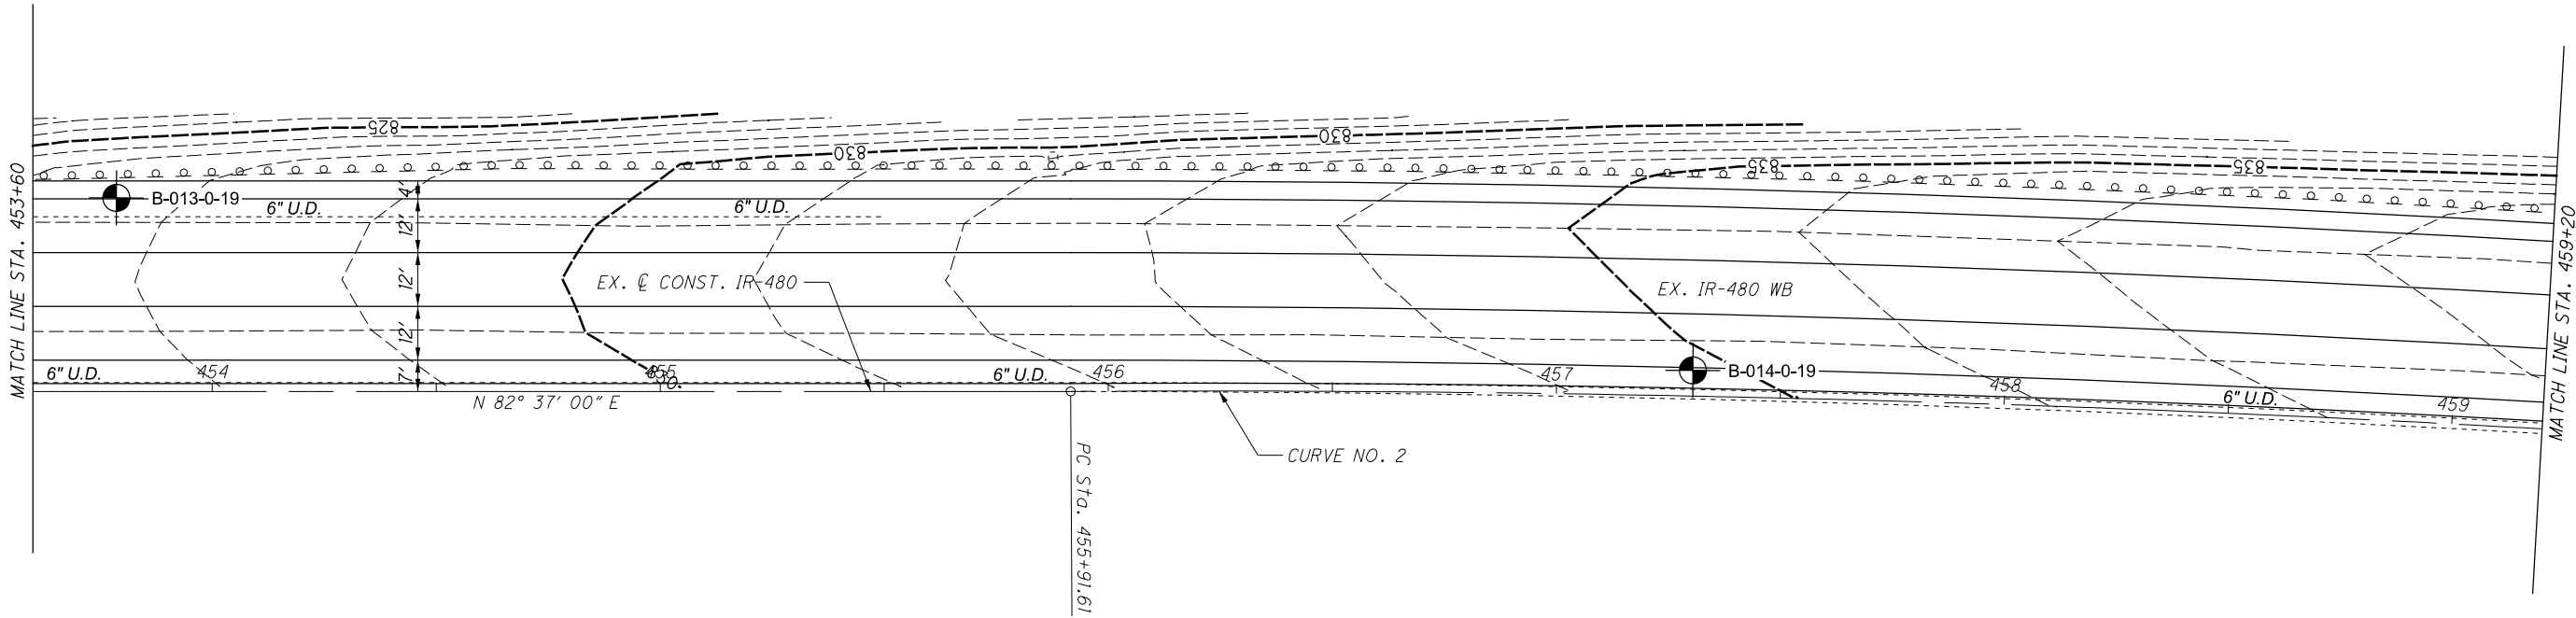 MATCH LINE STA. 453+60
825
830
830
835
835
B-013-0-19
6" U.D.
6" U.D.
4'
12'
12'
12'
7'
EX. ℄ CONST. IR-480
EX. IR-480 WB
6" U.D.
454
455
830
6" U.D.
456
457
B-014-0-19
458
6" U.D.
459
N 82° 37' 00" E
CURVE NO. 2
PC Sta. 455+91.61
MATCH LINE STA. 459+20